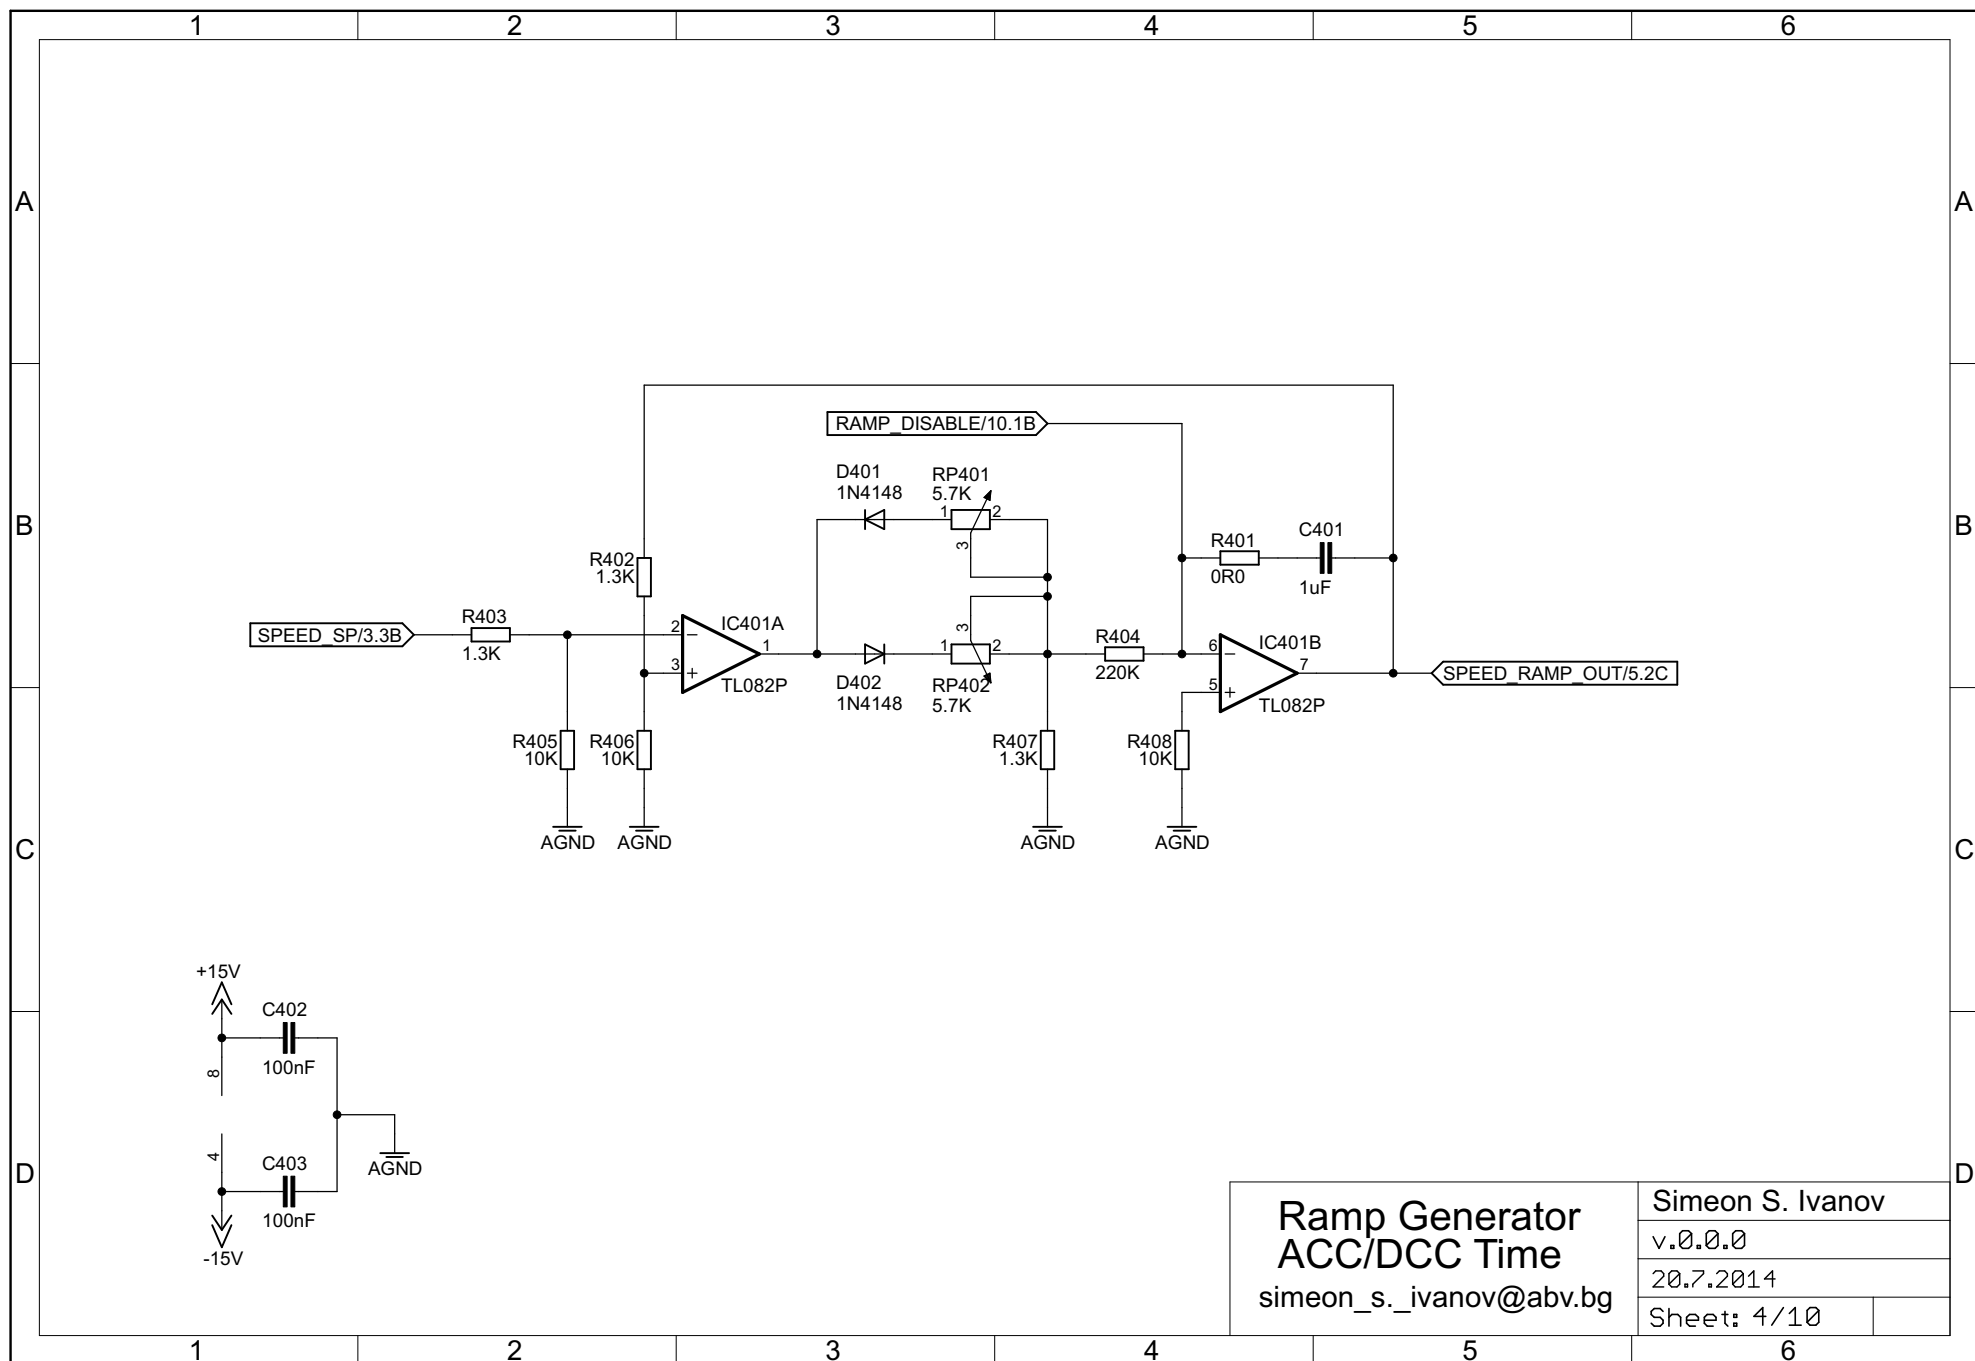 1 2 3 4 5 6
A A
RAMP_DISABLE/10.1B
D401 RP401
1N4148 5.7K
1 2
3
B B
R401 C401
0R0 1uF
R402
1.3K
R403
SPEED_SP/3.3B
1.3K
2 IC401A
- 1
3
+ TL082P
3
1 2
D402 RP402
1N4148 5.7K
R404
220K
6 IC401B
- 7
5
+ TL082P
SPEED_RAMP_OUT/5.2C
R405 R406 R407 R408
10K 10K 1.3K 10K
AGND AGND AGND AGND
C C
+15V
C402
8 100nF
4 C403
AGND
100nF
-15V
D D
Ramp Generator
ACC/DCC Time
simeon_s._ivanov@abv.bg
Simeon S. Ivanov
v.0.0.0
20.7.2014
Sheet: 4/10
1 2 3 4 5 6